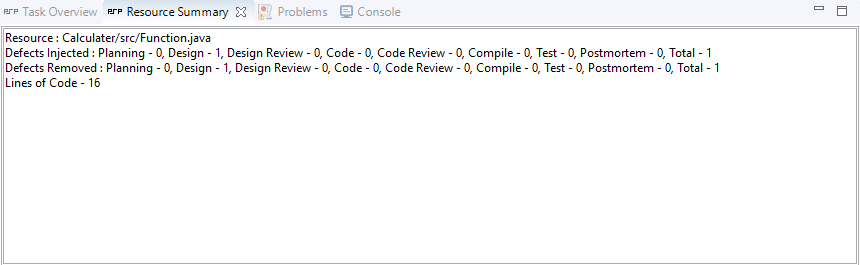 Task Overview Resource Summary Problems Console
Resource : Calculater/src/Function.java
Defects Injected : Planning - 0, Design - 1, Design Review - 0, Code - 0, Code Review - 0, Compile - 0, Test - 0, Postmortem - 0, Total - 1
Defects Removed : Planning - 0, Design - 1, Design Review - 0, Code - 0, Code Review - 0, Compile - 0, Test - 0, Postmortem - 0, Total - 1
Lines of Code - 16